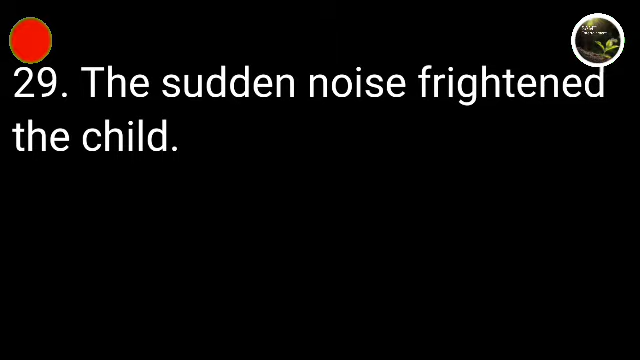 29. The sudden noise frightened
the child.